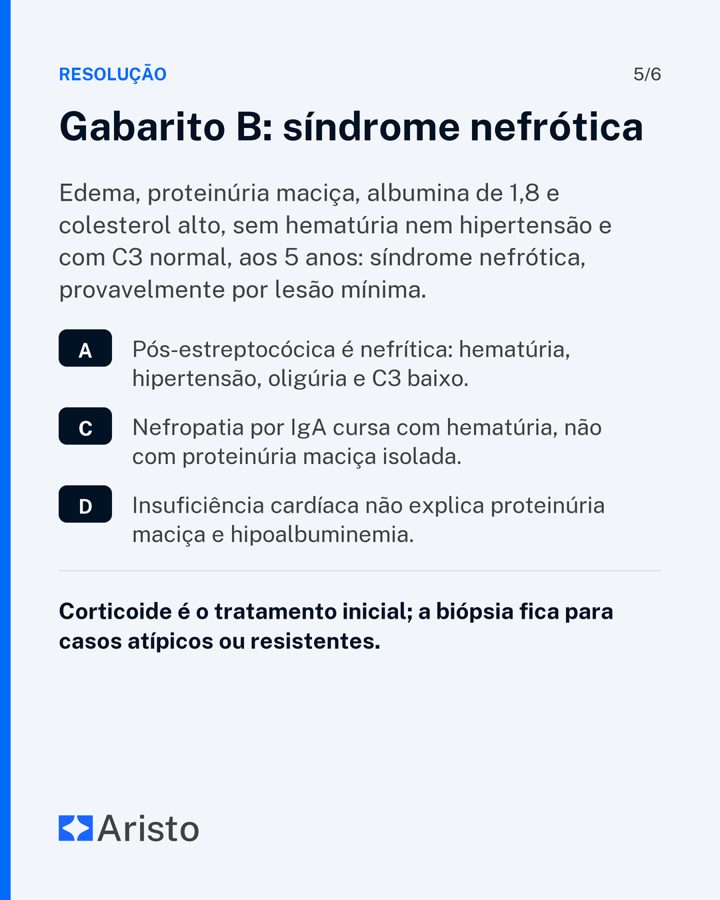 RESOLUÇÃO
5/6
Gabarito B: síndrome nefrótica
Edema, proteinúria maciça, albumina de 1,8 e
colesterol alto, sem hematúria nem hipertensão e
com C3 normal, aos 5 anos: síndrome nefrótica,
provavelmente por lesão mínima.
A
Pós-estreptocócica é nefrítica: hematúria,
hipertensão, oligúria e C3 baixo.
C
Nefropatia por IgA cursa com hematúria, não
com proteinúria maciça isolada.
D
Insuficiência cardíaca não explica proteinúria
maciça e hipoalbuminemia.
Corticoide é o tratamento inicial; a biópsia fica para
casos atípicos ou resistentes.
Aristo